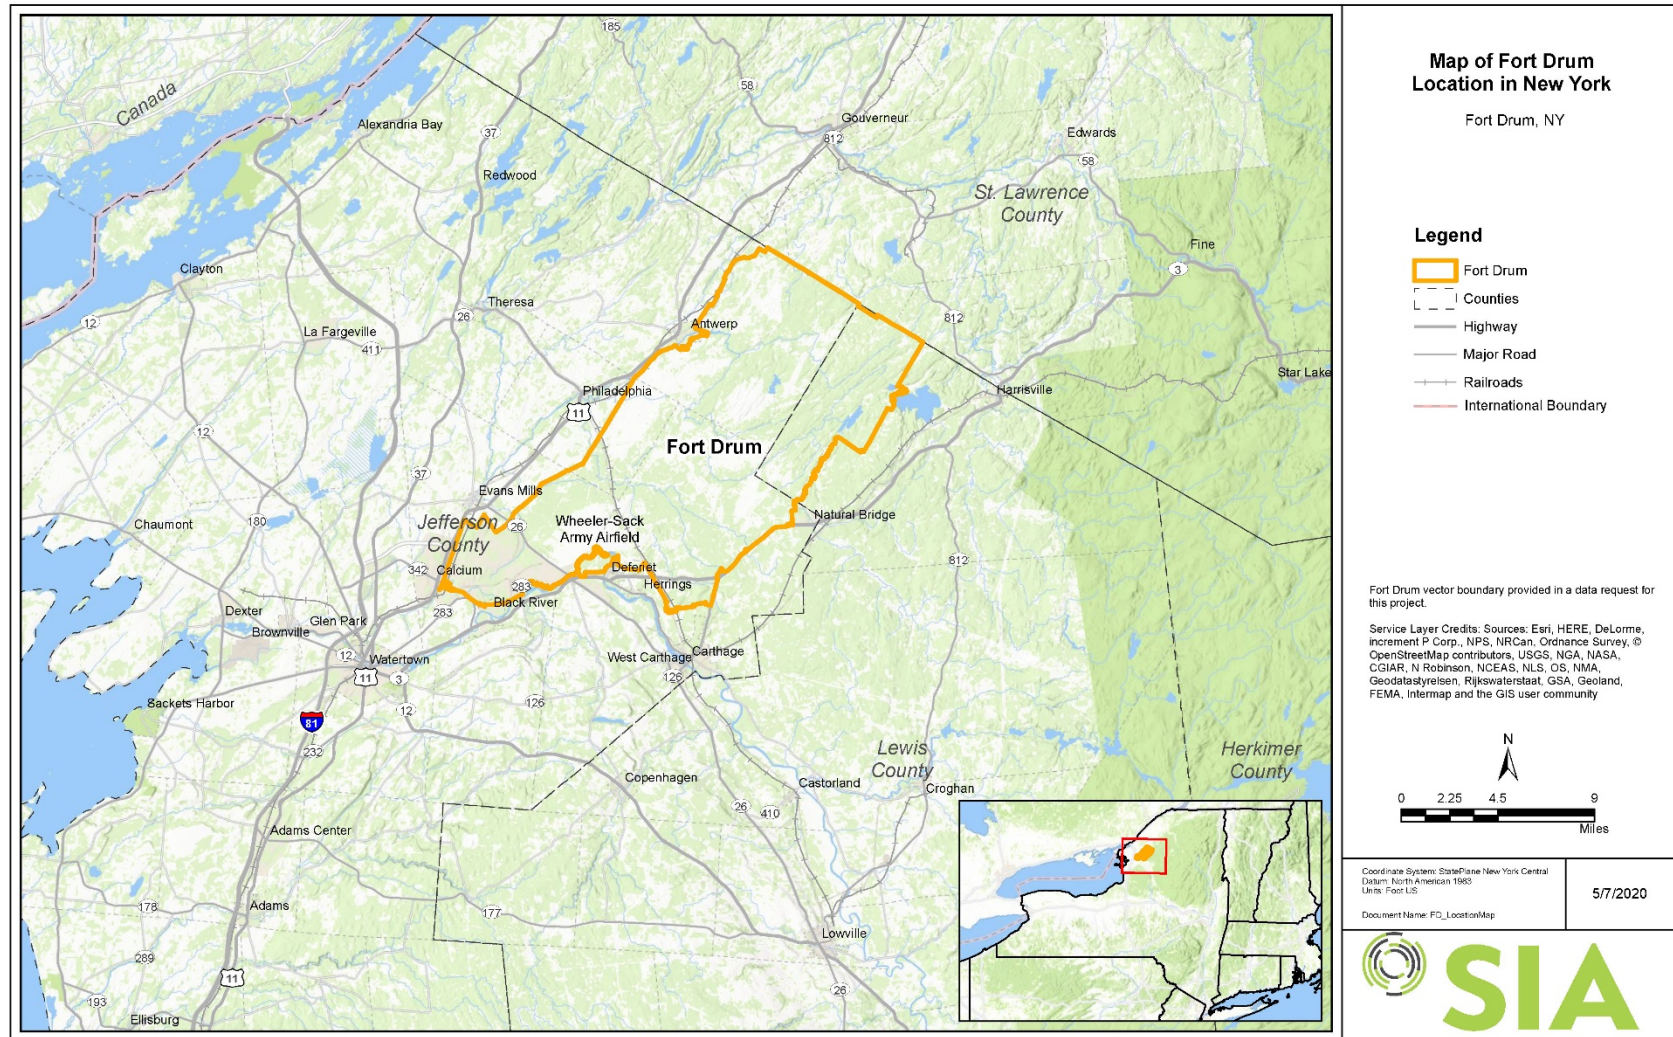 Canada
185
58
Gouverneur
812
Alexandria Bay
37
Edwards
58
Redwood
St. Lawrence
County
Fine
3
Clayton
Theresa
26
12
La Fargeville
411
Antwerp
812
Star Lake
Philadelphia
11
Harrisville
12
Fort Drum
37
Evans Mills
26
Wheeler-Sack
Army Airfield
Natural Bridge
Chaumont
180
Jefferson
County
342
Calcium
283
Deferiet
Herrings
812
283
Black River
Dexter
Glen Park
Brownville
12
Watertown
11
3
West Carthage
Carthage
126
126
12
Sackets Harbor
81
232
Lewis
County
Herkimer
County
Copenhagen
Castorland
Croghan
26
410
Adams Center
Adams
178
177
Lowville
289
11
26
193
Ellisburg
Map of Fort Drum
Location in New York
Fort Drum, NY
Legend
Fort Drum
Counties
Highway
Major Road
Railroads
International Boundary
Fort Drum vector boundary provided in a data request for
this project.
Service Layer Credits: Sources: Esri, HERE, DeLorme,
increment P Corp., NPS, NRCan, Ordnance Survey, ©
OpenStreetMap contributors, USGS, NGA, NASA,
CGIAR, N Robinson, NCEAS, NLS, OS, NMA,
Geodatastyrelsen, Rijkswaterstaat, GSA, Geoland,
FEMA, Intermap and the GIS user community
N
0 2.25 4.5 9
Miles
Coordinate System: StatePlane New York Central
Datum: North American 1983
Units: Foot US
Document Name: FD_LocationMap
5/7/2020
SIA